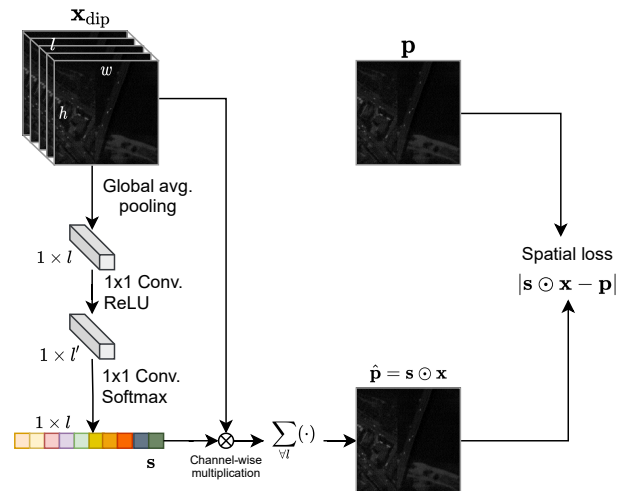 x_dip
l
w
h
p
Global avg.
pooling
1 × l
1x1 Conv.
ReLU
Spatial loss
|s ⊙ x − p|
1 × l′
1x1 Conv.
Softmax
p̂ = s ⊙ x
1 × l
s
∑(·)
∀l
Channel-wise
multiplication